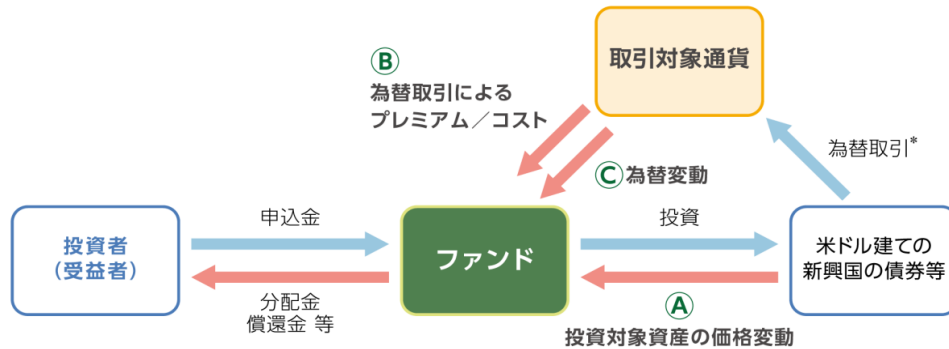 取引対象通貨
Ⓑ
為替取引による
プレミアム／コスト
為替取引*
Ⓒ為替変動
申込金
投資
投資者
（受益者）
ファンド
米ドル建ての
新興国の債券等
分配金
償還金 等
Ⓐ
投資対象資産の価格変動